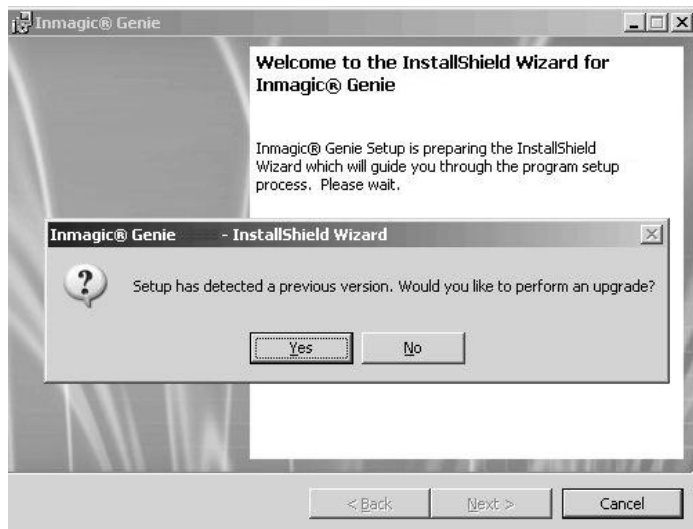 Inmagic® Genie
Welcome to the InstallShield Wizard for
Inmagic® Genie
Inmagic® Genie Setup is preparing the InstallShield
Wizard which will guide you through the program setup
process. Please wait.
Inmagic® Genie - InstallShield Wizard
Setup has detected a previous version. Would you like to perform an upgrade?
Yes No
< Back Next > Cancel